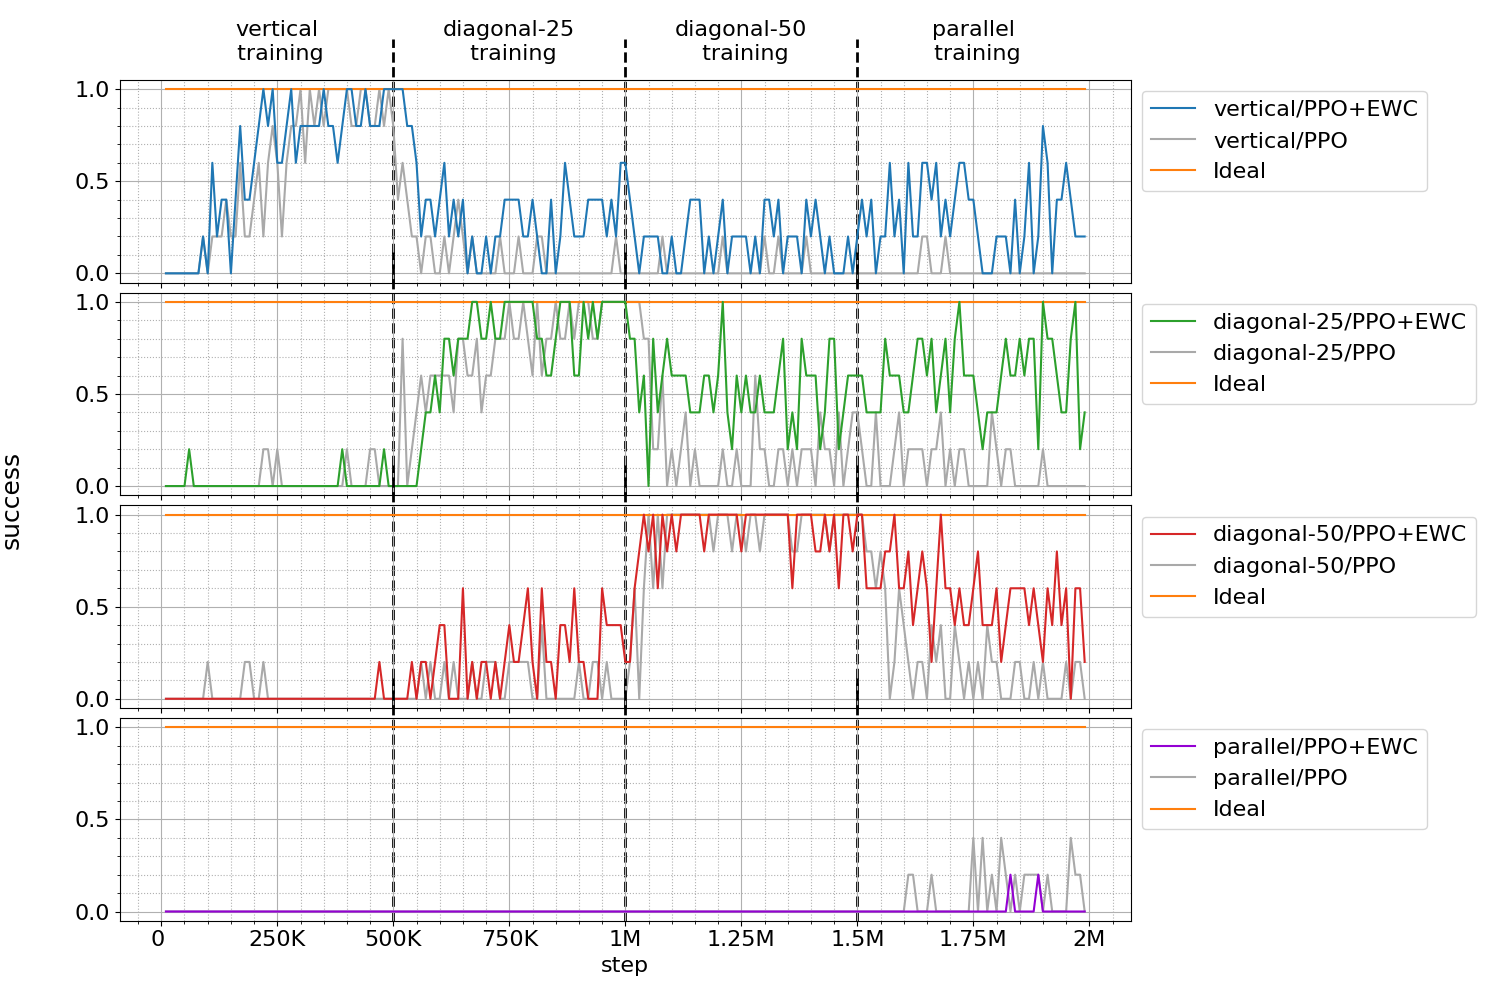 vertical
training
diagonal-25
training
diagonal-50
training
parallel
training
success
1.0
0.5
0.0
vertical/PPO+EWC
vertical/PPO
Ideal
1.0
0.5
0.0
diagonal-25/PPO+EWC
diagonal-25/PPO
Ideal
1.0
0.5
0.0
diagonal-50/PPO+EWC
diagonal-50/PPO
Ideal
1.0
0.5
0.0
parallel/PPO+EWC
parallel/PPO
Ideal
0 250K 500K 750K 1M 1.25M 1.5M 1.75M 2M
step